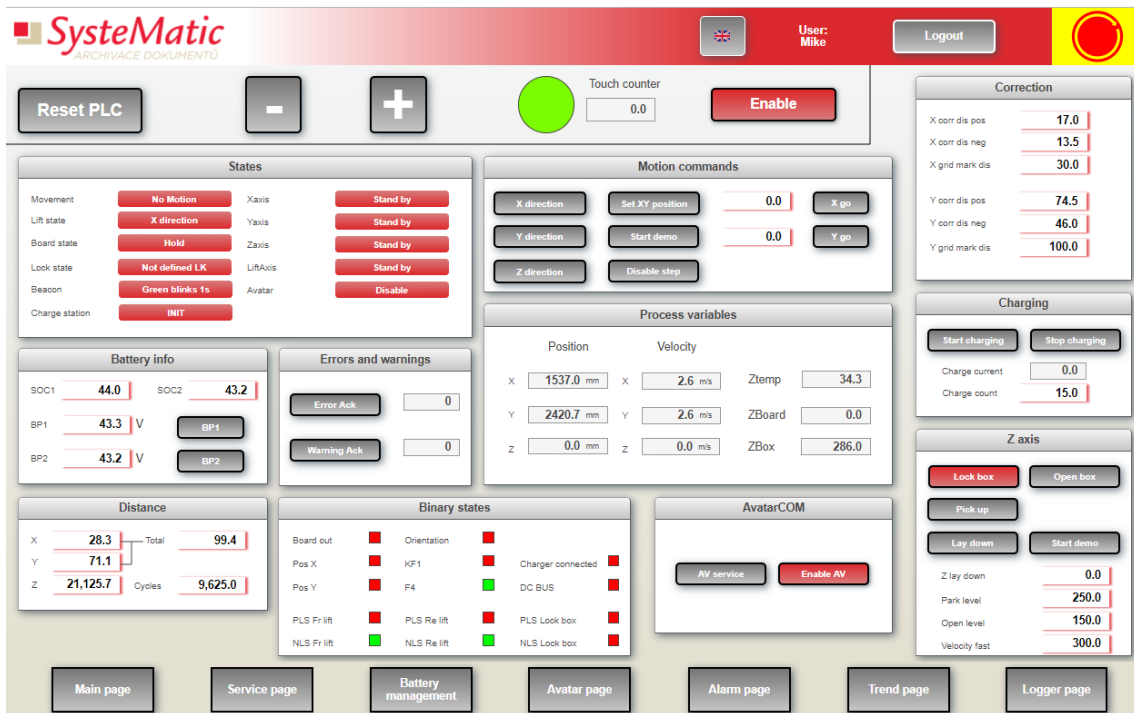 SysteMatic
ARCHIVACE DOKUMENTŮ
User:
Mike
Logout
Reset PLC
-
+
Touch counter
0.0
Enable
States
Movement No Motion Xaxis Stand by
Lift state X direction Yaxis Stand by
Board state Hold Zaxis Stand by
Lock state Not defined LK LiftAxis Stand by
Beacon Green blinks 1s Avatar Disable
Charge station INIT
Motion commands
X direction Set XY position 0.0 X go
Y direction Start demo 0.0 Y go
Z direction Disable step
Correction
X corr dis pos 17.0
X corr dis neg 13.5
X grid mark dis 30.0
Y corr dis pos 74.5
Y corr dis neg 46.0
Y grid mark dis 100.0
Battery info
SOC1 44.0 SOC2 43.2
BP1 43.3 V BP1
BP2 43.2 V BP2
Errors and warnings
Error Ack 0
Warning Ack 0
Process variables
Position Velocity
X 1537.0 mm X 2.6 m/s Ztemp 34.3
Y 2420.7 mm Y 2.6 m/s ZBoard 0.0
Z 0.0 mm Z 0.0 m/s ZBox 286.0
Charging
Start charging Stop charging
Charge current 0.0
Charge count 15.0
Distance
X 28.3 Total 99.4
Y 71.1
Z 21,125.7 Cycles 9,625.0
Binary states
Board out Orientation
Pos X KF1 Charger connected
Pos Y F4 DC BUS
PLS Fr lift PLS Re lift PLS Lock box
NLS Fr lift NLS Re lift NLS Lock box
AvatarCOM
AV service Enable AV
Z axis
Lock box Open box
Pick up
Lay down Start demo
Z lay down 0.0
Park level 250.0
Open level 150.0
Velocity fast 300.0
Main page Service page Battery management Avatar page Alarm page Trend page Logger page